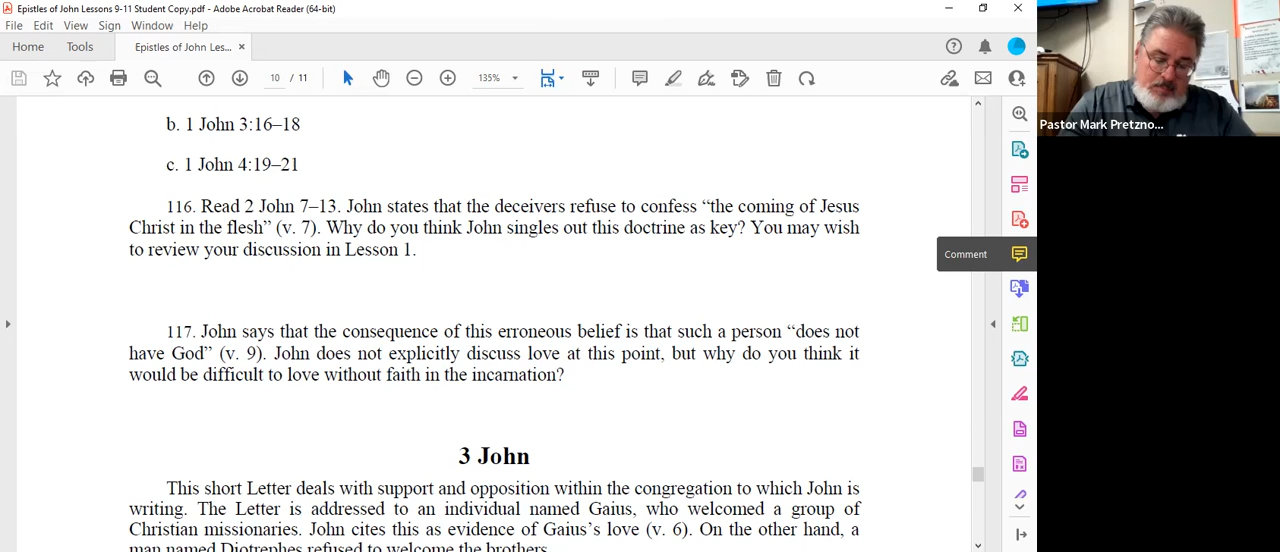 Epistles of John Lessons 9-11 Student Copy.pdf - Adobe Acrobat Reader (64-bit)
File Edit View Sign Window Help
Home Tools Epistles of John Les... ×
10 / 11 135%
b. 1 John 3:16–18
c. 1 John 4:19–21
116. Read 2 John 7–13. John states that the deceivers refuse to confess “the coming of Jesus
Christ in the flesh” (v. 7). Why do you think John singles out this doctrine as key? You may wish
to review your discussion in Lesson 1.
117. John says that the consequence of this erroneous belief is that such a person “does not
have God” (v. 9). John does not explicitly discuss love at this point, but why do you think it
would be difficult to love without faith in the incarnation?
3 John
This short Letter deals with support and opposition within the congregation to which John is
writing. The Letter is addressed to an individual named Gaius, who welcomed a group of
Christian missionaries. John cites this as evidence of Gaius’s love (v. 6). On the other hand, a
man named Diotrephes refused to welcome the brothers.
Comment
Pastor Mark Pretzno...